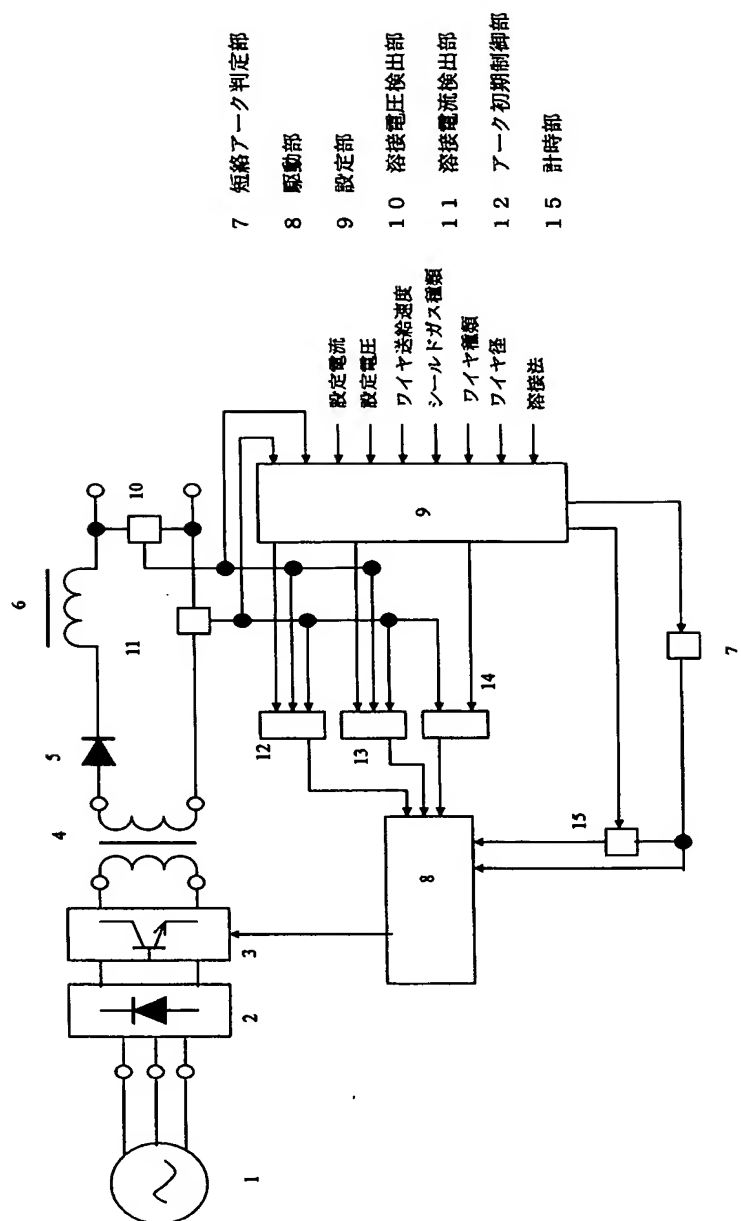 7 短絡アーク判定部
8 駆動部
9 設定部
10 溶接電圧検出部
11 溶接電流検出部
12 アーク初期制御部
15 計時部
設定電流
設定電圧
ワイヤ送給速度
シールドガス種類
ワイヤ種類
ワイヤ径
溶接法
1
2
3
4
5
6
11
10
12
13
14
9
8
15
7